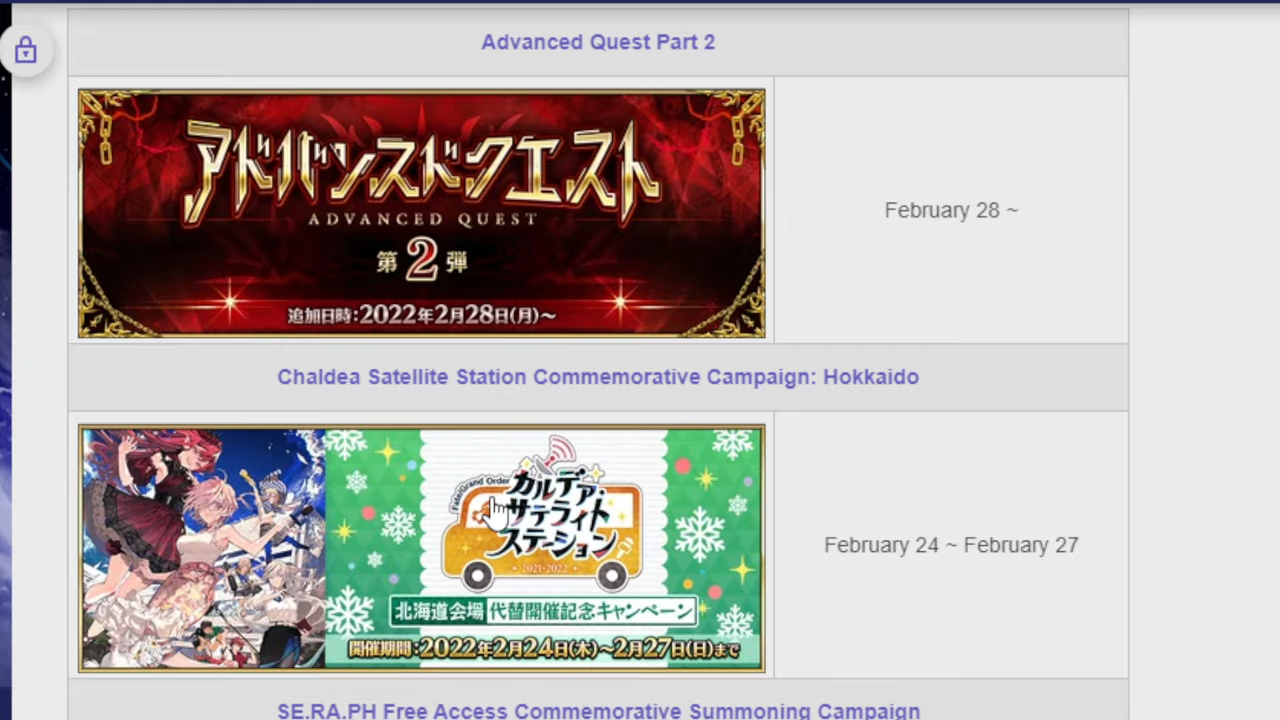 Advanced Quest Part 2
アドバンスドクエスト
ADVANCED QUEST
第2弾
追加日時:2022年2月28日(月)~
February 28 ~
Chaldea Satellite Station Commemorative Campaign: Hokkaido
Fate/Grand Order
カルデア・
サテライト
ステーション
2021-2022
北海道会場 代替開催記念キャンペーン
開催期間:2022年2月24日(木)~2月27日(日)まで
February 24 ~ February 27
SE.RA.PH Free Access Commemorative Summoning Campaign